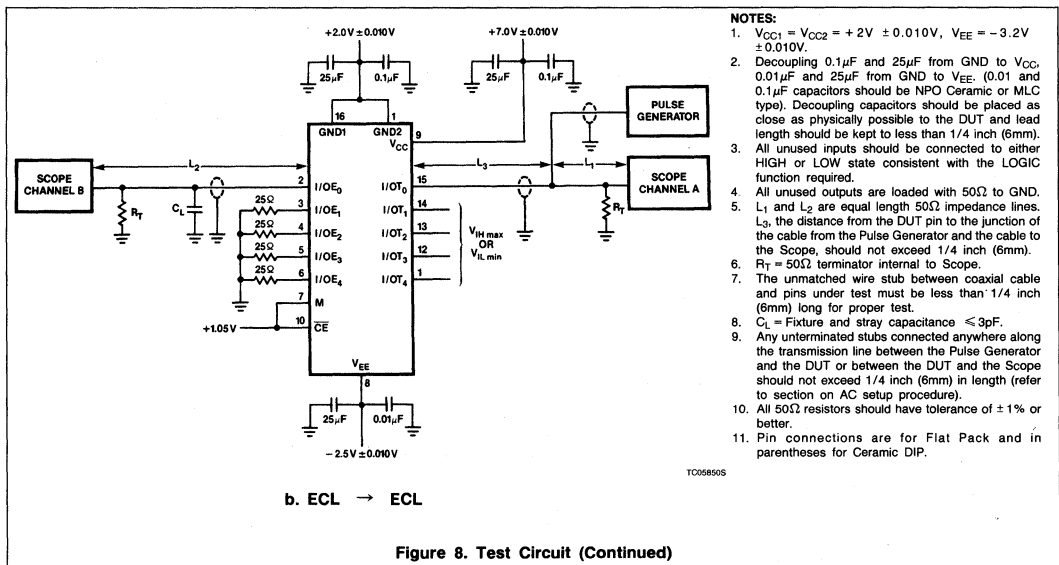 +2.0V ±0.010V
+7.0V ±0.010V
25µF
0.1µF
25µF
0.1µF
16
1
GND1
GND2
9
VCC
PULSE
GENERATOR
SCOPE
CHANNEL B
L2
L3
L1
SCOPE
CHANNEL A
2
I/OE0
15
I/OT0
RT
CL
RT
25Ω
3
I/OE1
14
I/OT1
25Ω
4
I/OE2
13
I/OT2
25Ω
5
I/OE3
12
I/OT3
25Ω
6
I/OE4
1
I/OT4
VIH max
OR
VIL min
7
M
+1.05V
10
CE
VEE
8
25µF
0.01µF
−2.5V ±0.010V
TC05850S
b. ECL → ECL
Figure 8. Test Circuit (Continued)
NOTES:
1. VCC1 = VCC2 = +2V ±0.010V, VEE = −3.2V
±0.010V.
2. Decoupling 0.1µF and 25µF from GND to VCC,
0.01µF and 25µF from GND to VEE. (0.01 and
0.1µF capacitors should be NPO Ceramic or MLC
type). Decoupling capacitors should be placed as
close as physically possible to the DUT and lead
length should be kept to less than 1/4 inch (6mm).
3. All unused inputs should be connected to either
HIGH or LOW state consistent with the LOGIC
function required.
4. All unused outputs are loaded with 50Ω to GND.
5. L1 and L2 are equal length 50Ω impedance lines.
L3, the distance from the DUT pin to the junction of
the cable from the Pulse Generator and the cable to
the Scope, should not exceed 1/4 inch (6mm).
6. RT = 50Ω terminator internal to Scope.
7. The unmatched wire stub between coaxial cable
and pins under test must be less than 1/4 inch
(6mm) long for proper test.
8. CL = Fixture and stray capacitance ⩽ 3pF.
9. Any unterminated stubs connected anywhere along
the transmission line between the Pulse Generator
and the DUT or between the DUT and the Scope
should not exceed 1/4 inch (6mm) in length (refer
to section on AC setup procedure).
10. All 50Ω resistors should have tolerance of ±1% or
better.
11. Pin connections are for Flat Pack and in
parentheses for Ceramic DIP.